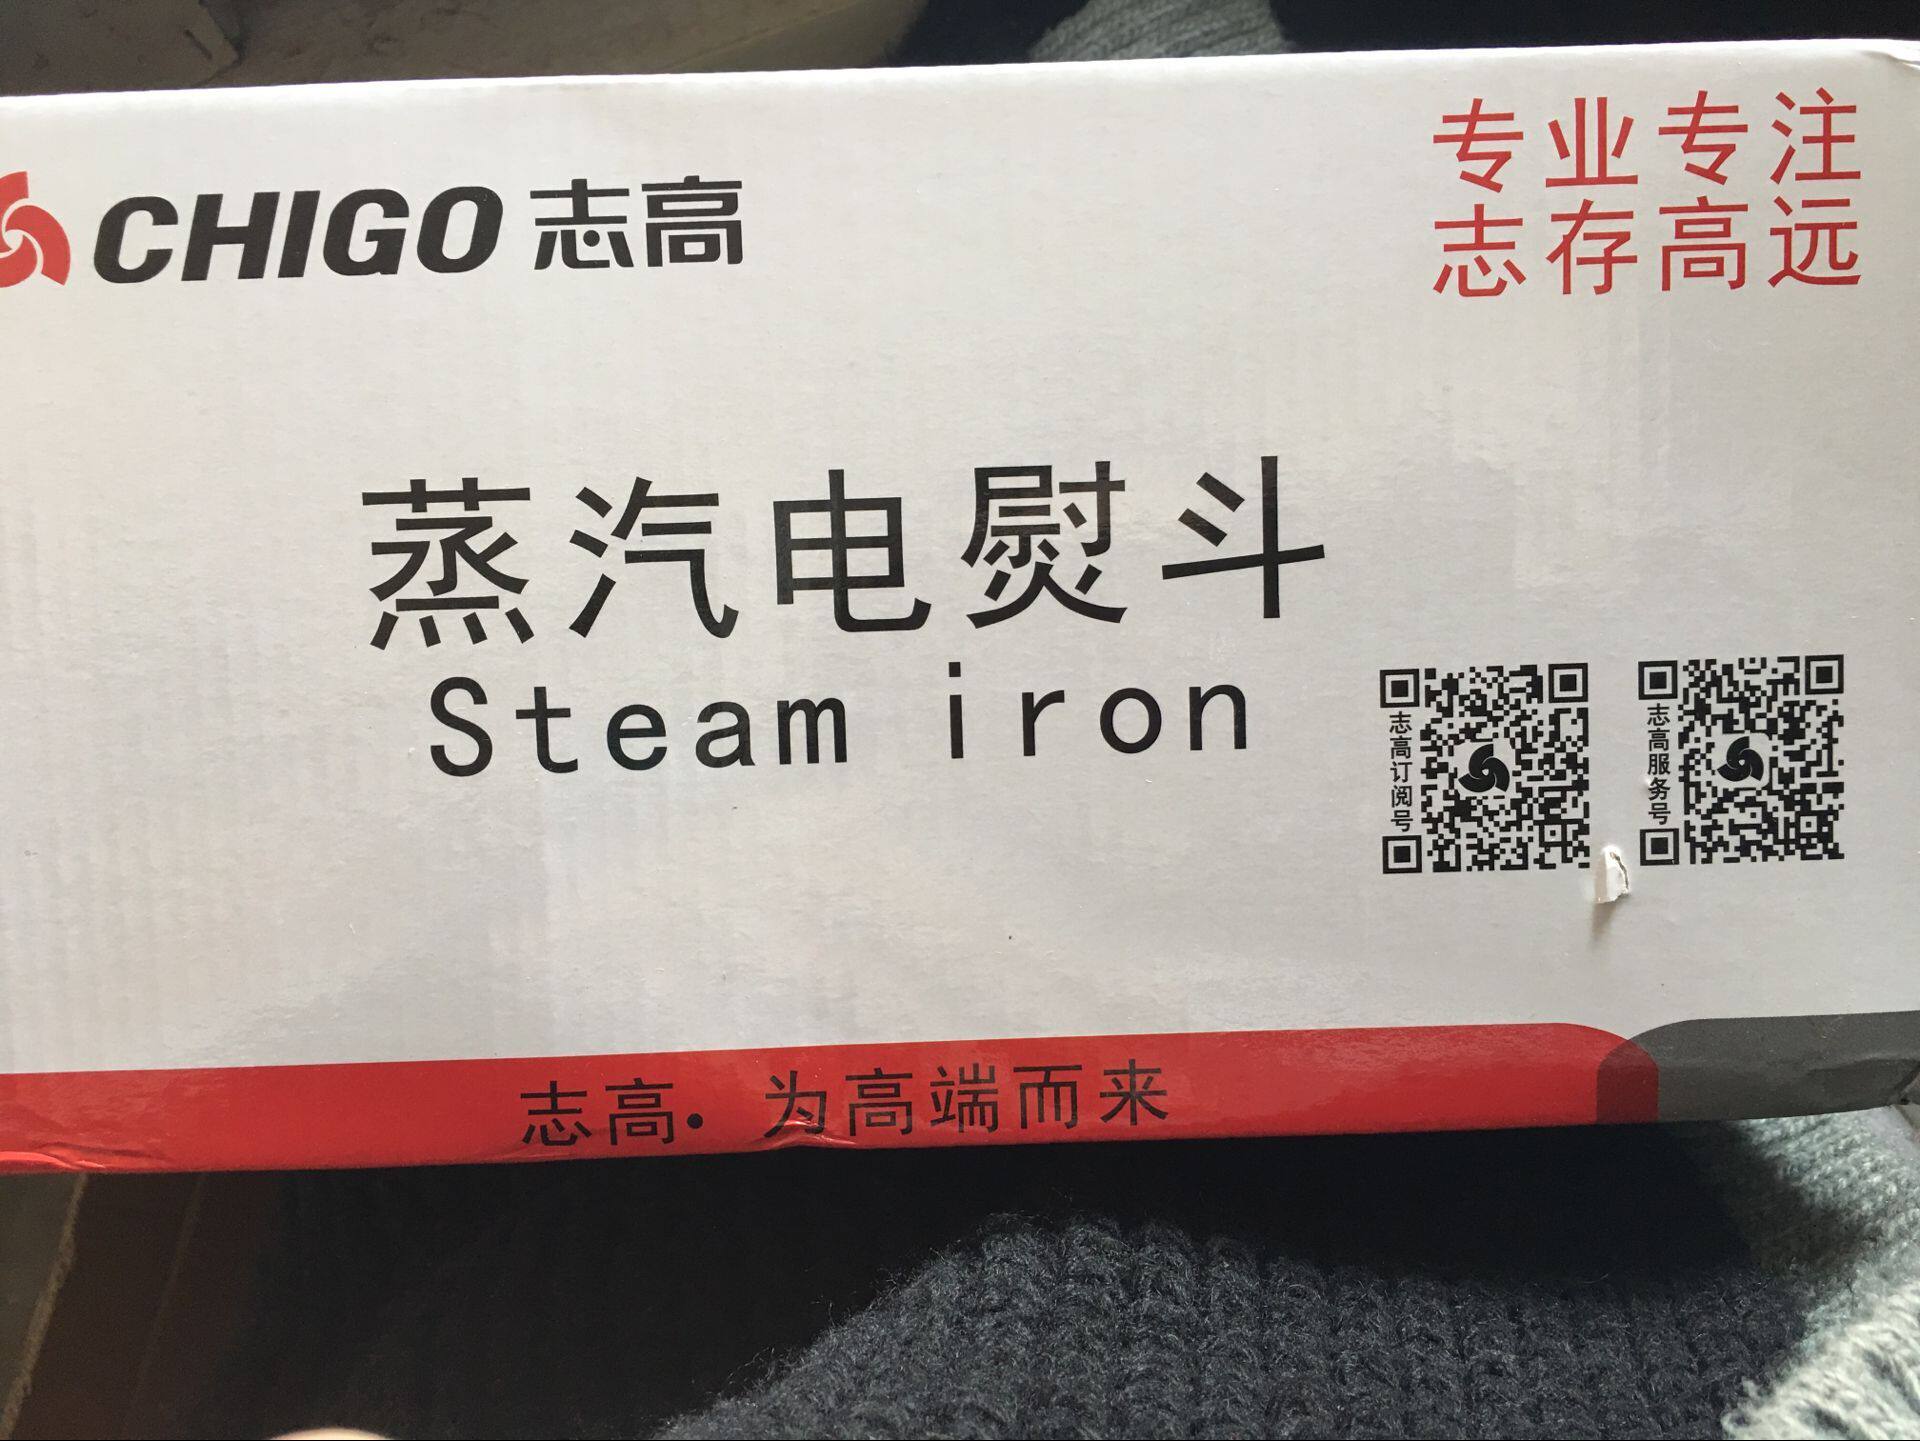 CHIGO 志高
专业专注
志存高远
蒸汽电熨斗
Steam iron
志高订阅号
志高服务号
志高·为高端而来